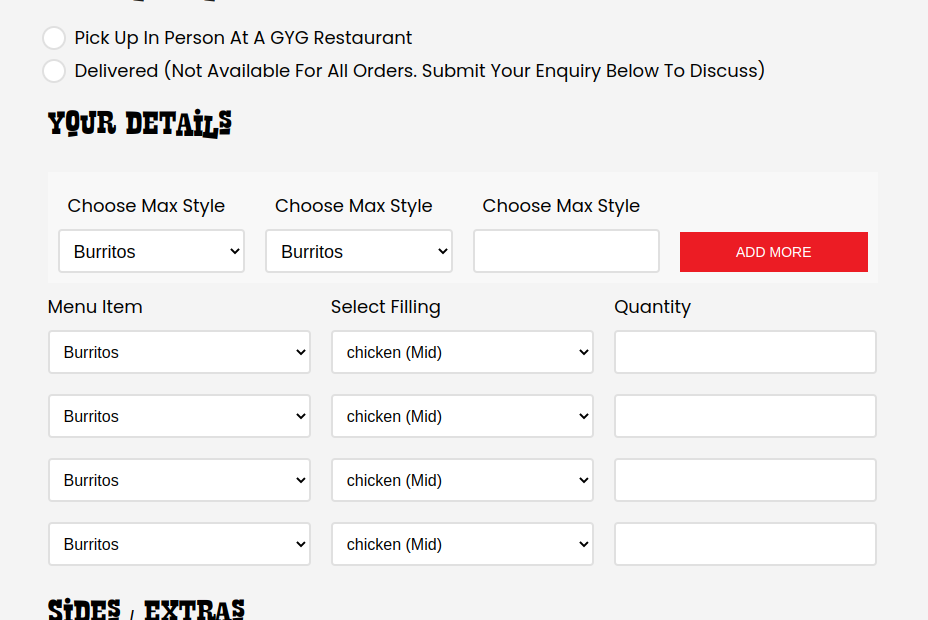 Pick Up In Person At A GYG Restaurant
Delivered (Not Available For All Orders. Submit Your Enquiry Below To Discuss)
YOUR DETAILS
Choose Max Style Choose Max Style Choose Max Style
Burritos Burritos ADD MORE
Menu Item Select Filling Quantity
Burritos chicken (Mid)
Burritos chicken (Mid)
Burritos chicken (Mid)
Burritos chicken (Mid)
SIDES / EXTRAS